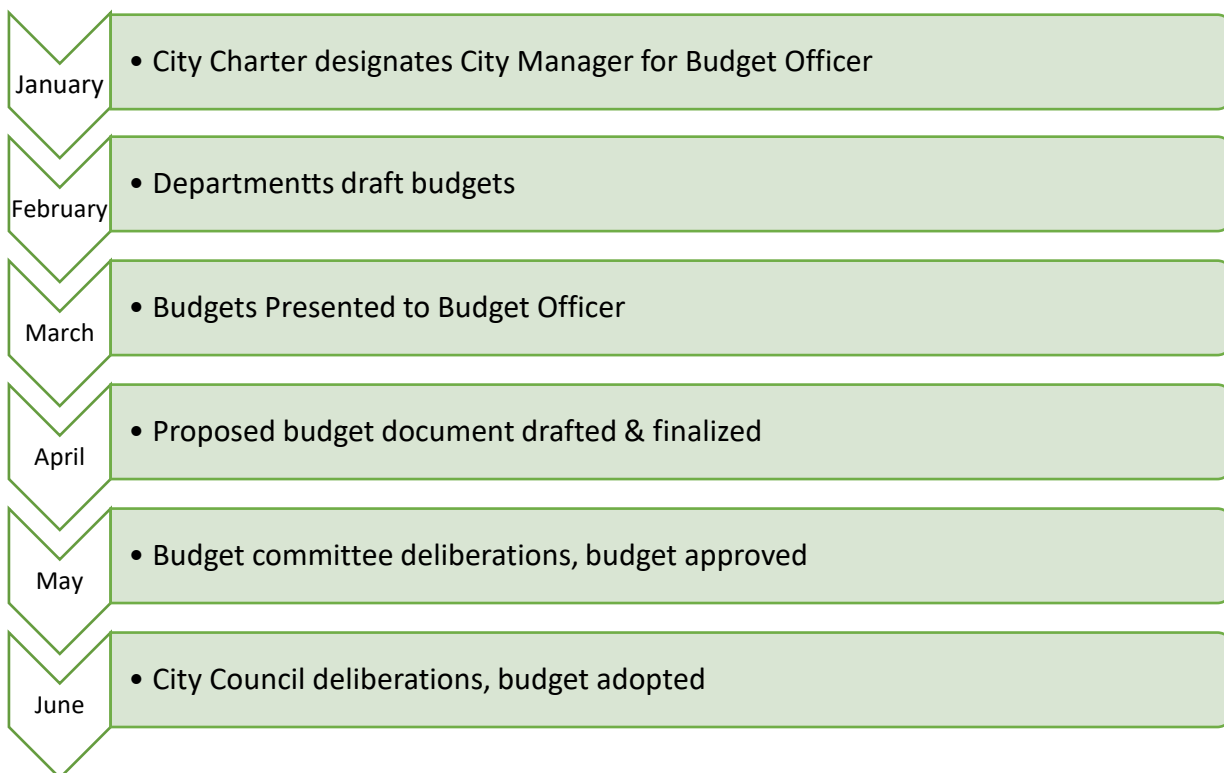 January
• City Charter designates City Manager for Budget Officer
February
• Departmentts draft budgets
March
• Budgets Presented to Budget Officer
April
• Proposed budget document drafted & finalized
May
• Budget committee deliberations, budget approved
June
• City Council deliberations, budget adopted